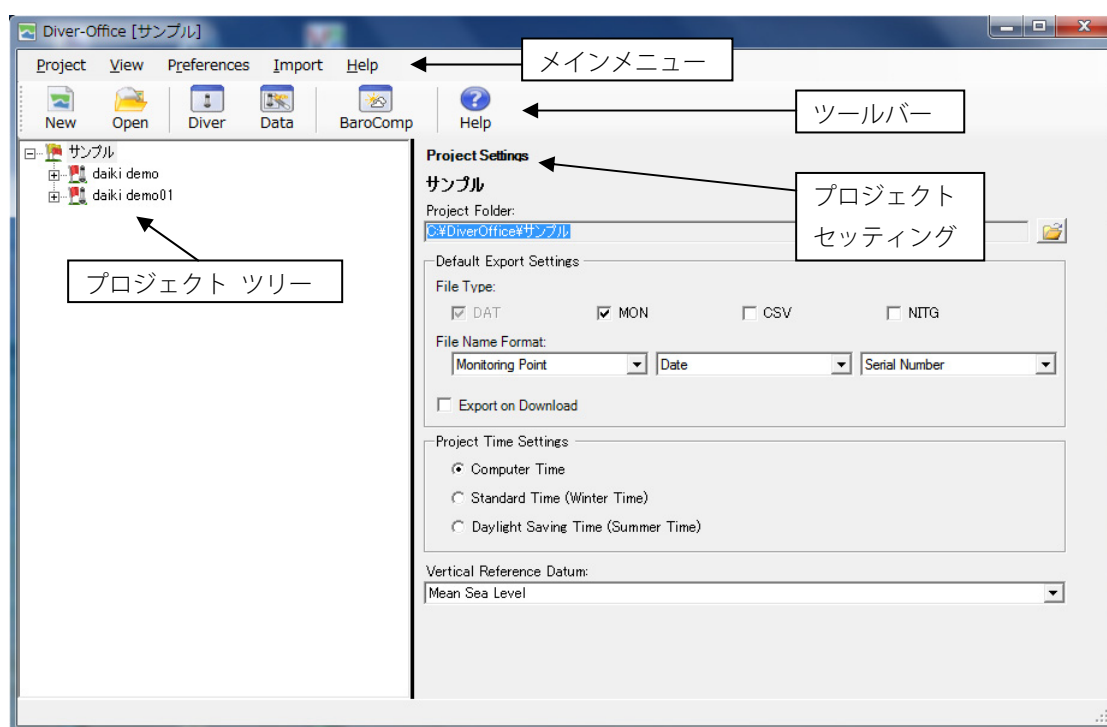 Diver-Office [サンプル]
Project View Preferences Import Help
メインメニュー
New Open Diver Data BaroComp Help
ツールバー
サンプル
daiki demo
daiki demo01
プロジェクト ツリー
Project Settings
サンプル
プロジェクト
セッティング
Project Folder:
C:¥DiverOffice¥サンプル
Default Export Settings
File Type:
DAT MON CSV NITG
File Name Format:
Monitoring Point Date Serial Number
Export on Download
Project Time Settings
Computer Time
Standard Time (Winter Time)
Daylight Saving Time (Summer Time)
Vertical Reference Datum:
Mean Sea Level